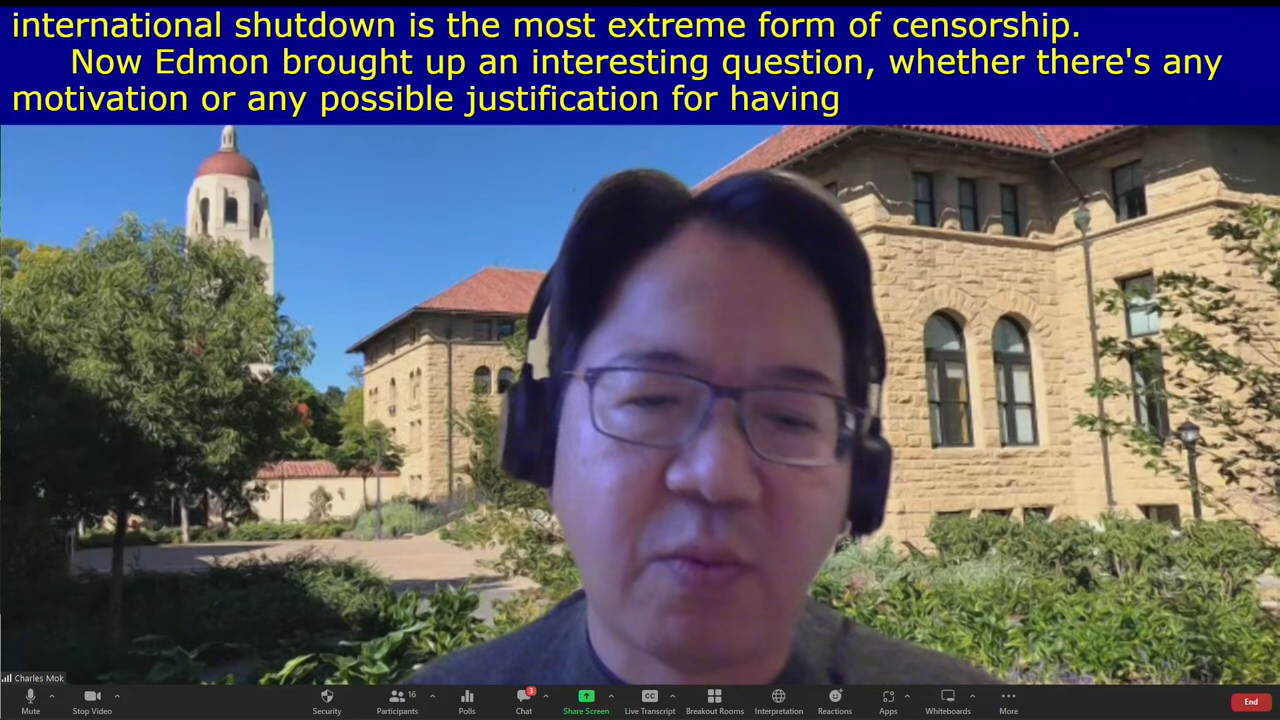 international shutdown is the most extreme form of censorship.
Now Edmon brought up an interesting question, whether there's any
motivation or any possible justification for having
Charles Mok
Mute
Stop Video
Security
Participants
16
Polls
Chat
3
Share Screen
CC
Live Transcript
Breakout Rooms
Interpretation
Reactions
Apps
Whiteboards
More
End